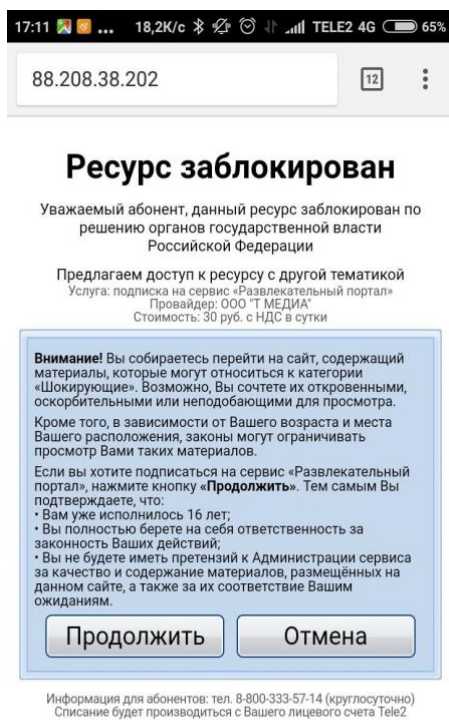 17:11 ... 18,2К/с TELE2 4G 65%
88.208.38.202 12
Ресурс заблокирован
Уважаемый абонент, данный ресурс заблокирован по
решению органов государственной власти
Российской Федерации
Предлагаем доступ к ресурсу с другой тематикой
Услуга: подписка на сервис «Развлекательный портал»
Провайдер: ООО "Т МЕДИА"
Стоимость: 30 руб. с НДС в сутки
Внимание! Вы собираетесь перейти на сайт, содержащий
материалы, которые могут относиться к категории
«Шокирующие». Возможно, Вы сочтете их откровенными,
оскорбительными или неподобающими для просмотра.
Кроме того, в зависимости от Вашего возраста и места
Вашего расположения, законы могут ограничивать
просмотр Вами таких материалов.
Если вы хотите подписаться на сервис «Развлекательный
портал», нажмите кнопку «Продолжить». Тем самым Вы
подтверждаете, что:
• Вам уже исполнилось 16 лет;
• Вы полностью берете на себя ответственность за
законность Ваших действий;
• Вы не будете иметь претензий к Администрации сервиса
за качество и содержание материалов, размещённых на
данном сайте, а также за их соответствие Вашим
ожиданиям.
Продолжить Отмена
Информация для абонентов: тел. 8-800-333-57-14 (круглосуточно)
Списание будет производиться с Вашего лицевого счета Tele2